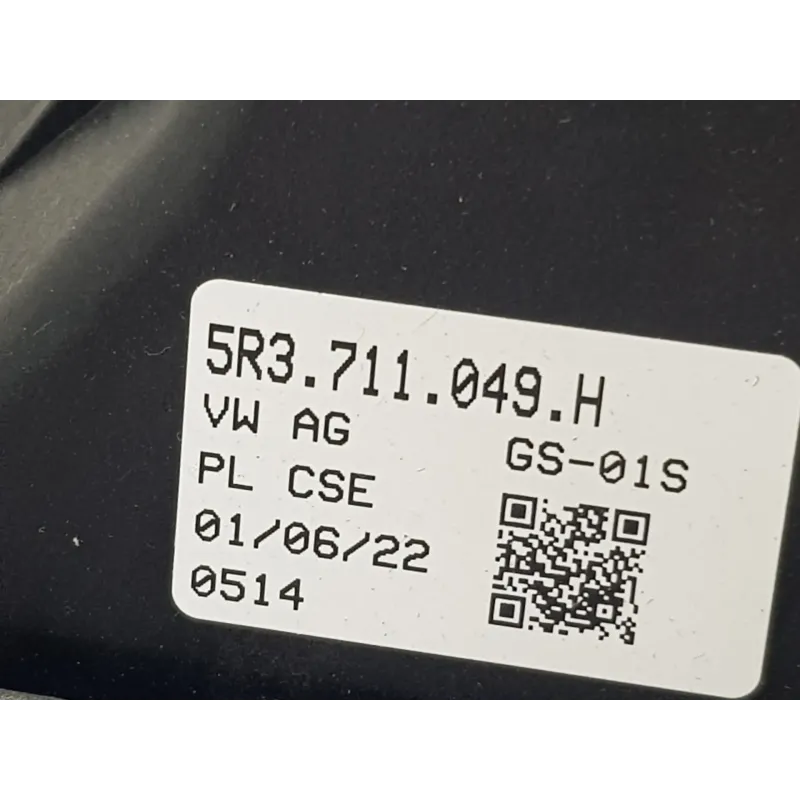 5R3.711.049.H
VW AG
GS-01S
PL CSE
01/06/22
0514